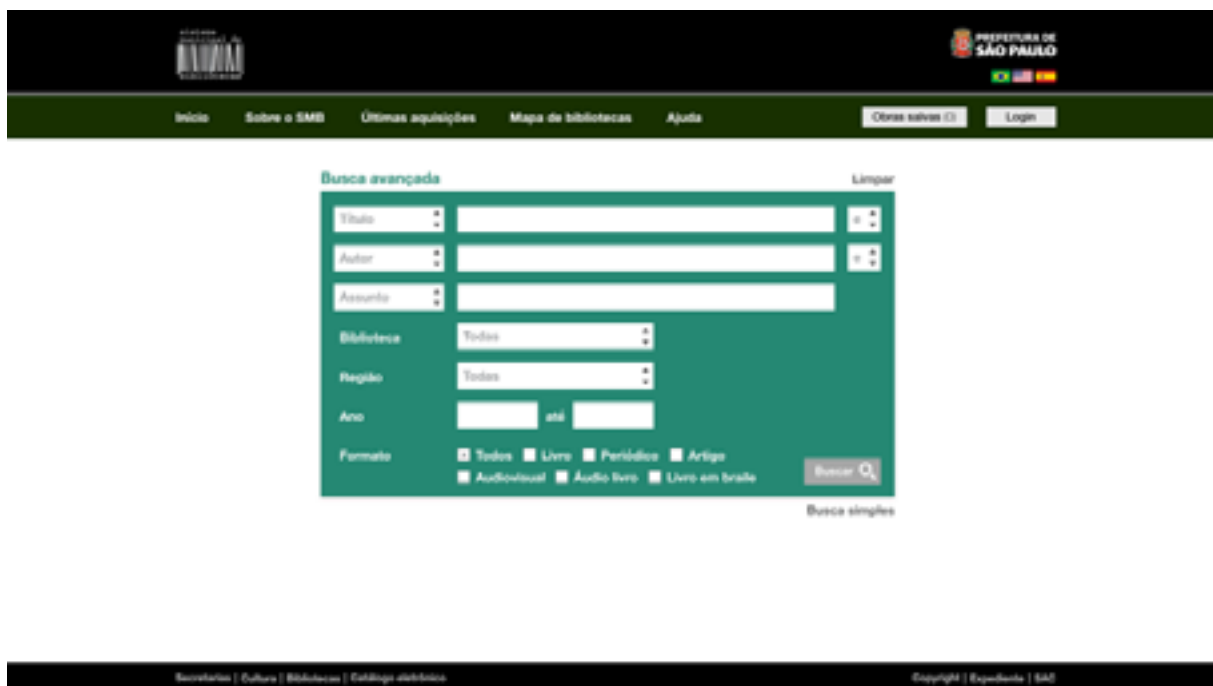 PREFEITURA DE
SÃO PAULO
Início Sobre o SMB Últimas aquisições Mapa de bibliotecas Ajuda Obras salvas Login
Busca avançada Limpar
Título e
Autor e
Assunto
Biblioteca Todas
Região Todas
Ano até
Formato Todos Livro Periódico Artigo
Audiovisual Áudio livro Livro em braile
Buscar
Busca simples
Secretarias | Cultura | Bibliotecas | Catálogo eletrônico Copyright | Expediente | SAC